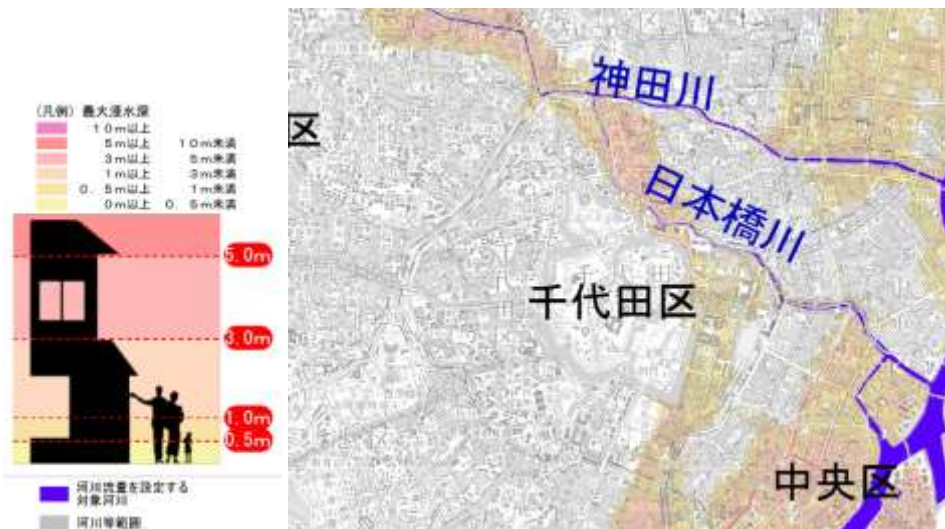 (凡例) 最大浸水深
10m以上
5m以上 10m未満
3m以上 5m未満
1m以上 3m未満
0.5m以上 1m未満
0m以上 0.5m未満
5.0m
3.0m
1.0m
0.5m
河川流量を設定する
対象河川
河川等範囲
区
神田川
日本橋川
千代田区
中央区